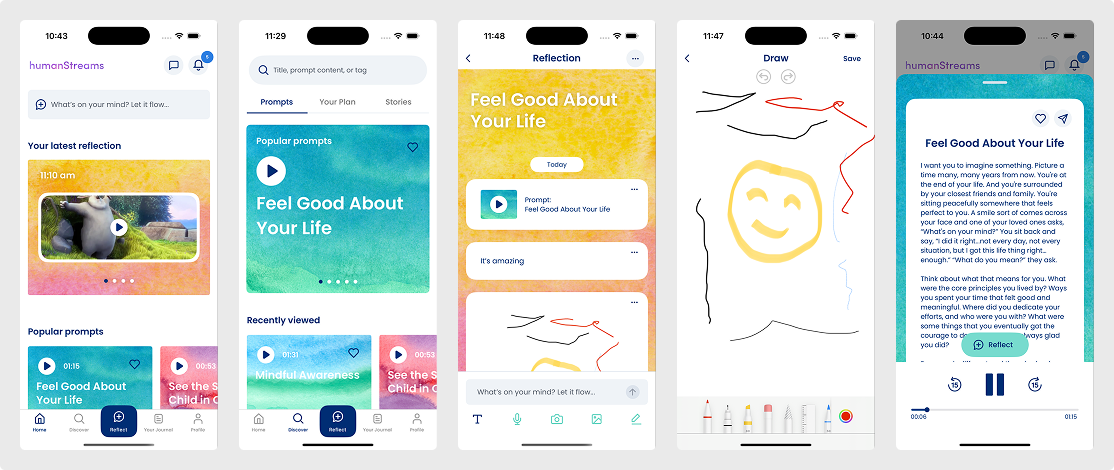 10:43
humanStreams
5
What's on your mind? Let it flow...
Your latest reflection
11:10 am
Popular prompts
01:15
Feel Good About
Your Life
00:53
See the S
Child in C
Home
Discover
Reflect
Your Journal
Profile
11:29
Title, prompt content, or tag
Prompts
Your Plan
Stories
Popular prompts
Feel Good About
Your Life
Recently viewed
01:31
Mindful Awareness
00:53
See the S
Child in C
Home
Discover
Reflect
Your Journal
Profile
11:48
Reflection
Feel Good About
Your Life
Today
Prompt:
Feel Good About Your Life
It's amazing
What's on your mind? Let it flow...
T
11:47
Draw
Save
10:44
humanStreams
5
Feel Good About Your Life
I want you to imagine something. Picture a
time many, many years from now. You're at
the end of your life. And you're surrounded
by your closest friends and family. You're
sitting peacefully somewhere that feels
perfect to you. A smile sort of comes across
your face and one of your loved ones asks,
"What's on your mind?" You sit back and
say, "I did it right...not every day, not every
situation, but I got this life thing right...
enough." "What do you mean?" they ask.
Think about what that means for you. What
were the core principles you lived by? Ways
you spent your time that felt good and
meaningful. Where did you dedicate your
efforts, and who were you with? What were
some things that you eventually got the
courage to do always glad
you did?
Reflect
15
15
00:06
01:15